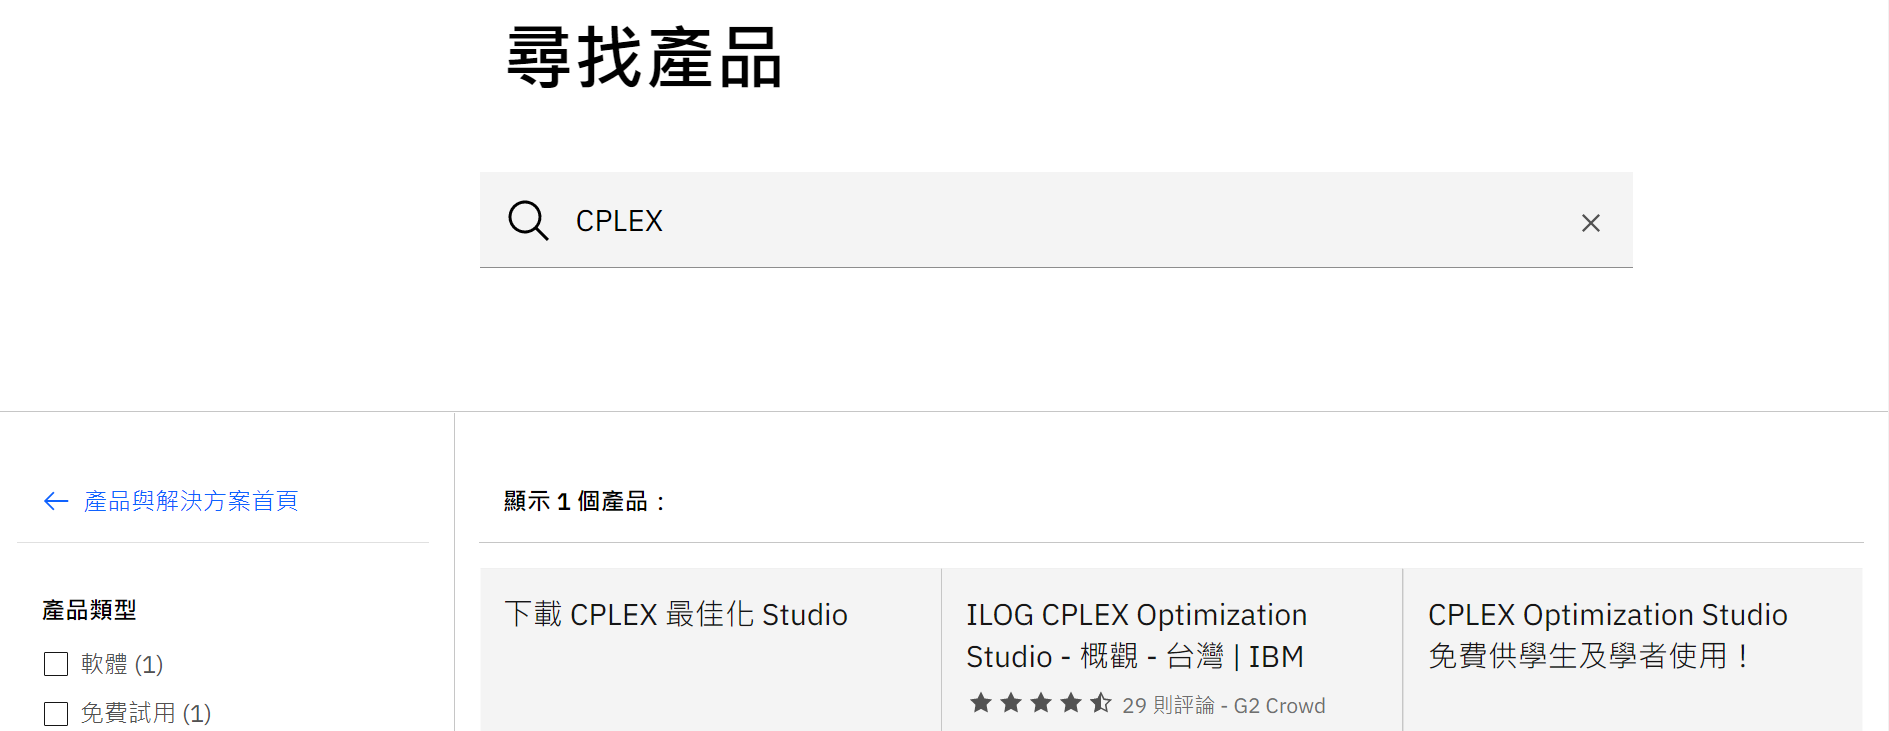 尋找產品
CPLEX
產品與解決方案首頁
顯示 1 個產品：
產品類型
軟體 (1)
免費試用 (1)
下載 CPLEX 最佳化 Studio
ILOG CPLEX Optimization
Studio - 概觀 - 台灣 | IBM
29 則評論 - G2 Crowd
CPLEX Optimization Studio
免費供學生及學者使用！